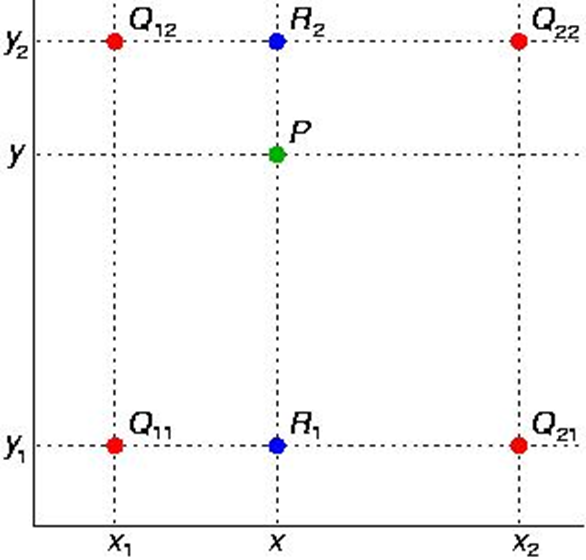 y₂ Q₁₂ R₂ Q₂₂
y P
y₁ Q₁₁ R₁ Q₂₁
x₁ x x₂